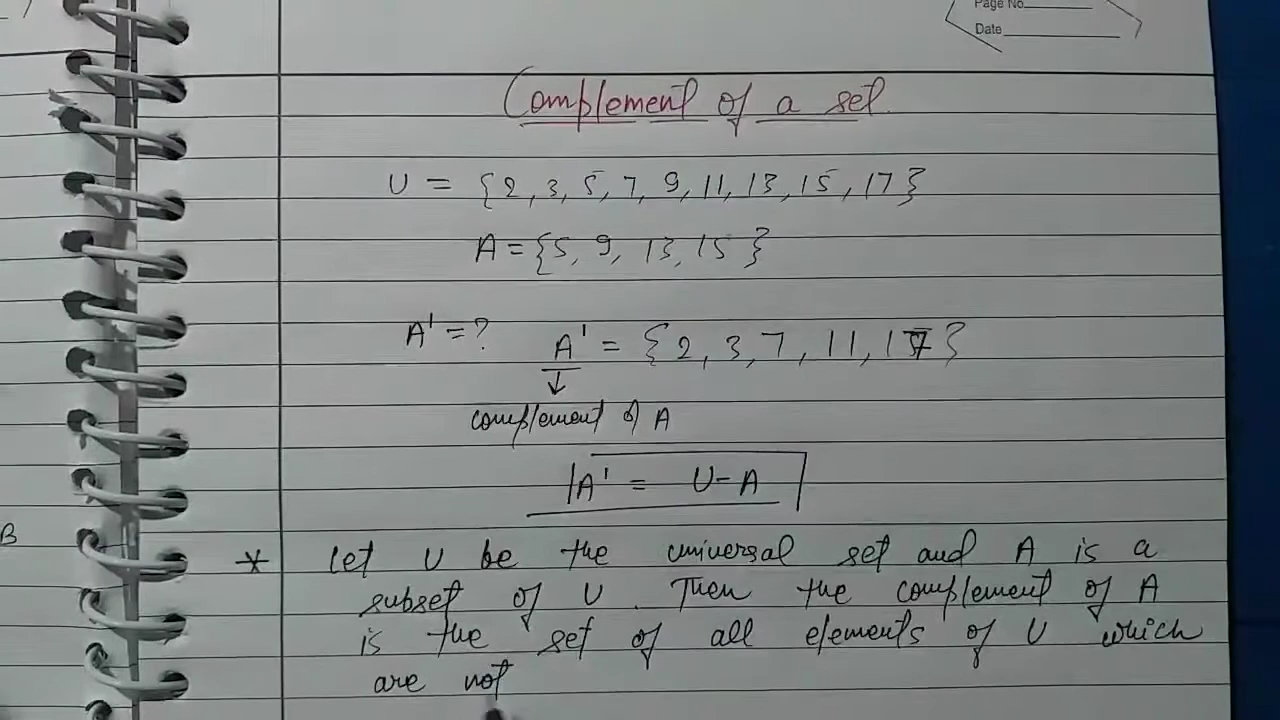 Page No.
Date
Complement of a set
U = {2, 3, 5, 7, 9, 11, 13, 15, 17}
A = {5, 9, 13, 15}
A' = ? A' = {2, 3, 7, 11, 17}
complement of A
A' = U - A
B
* Let U be the universal set and A is a
subset of U. Then the complement of A
is the set of all elements of U which
are not